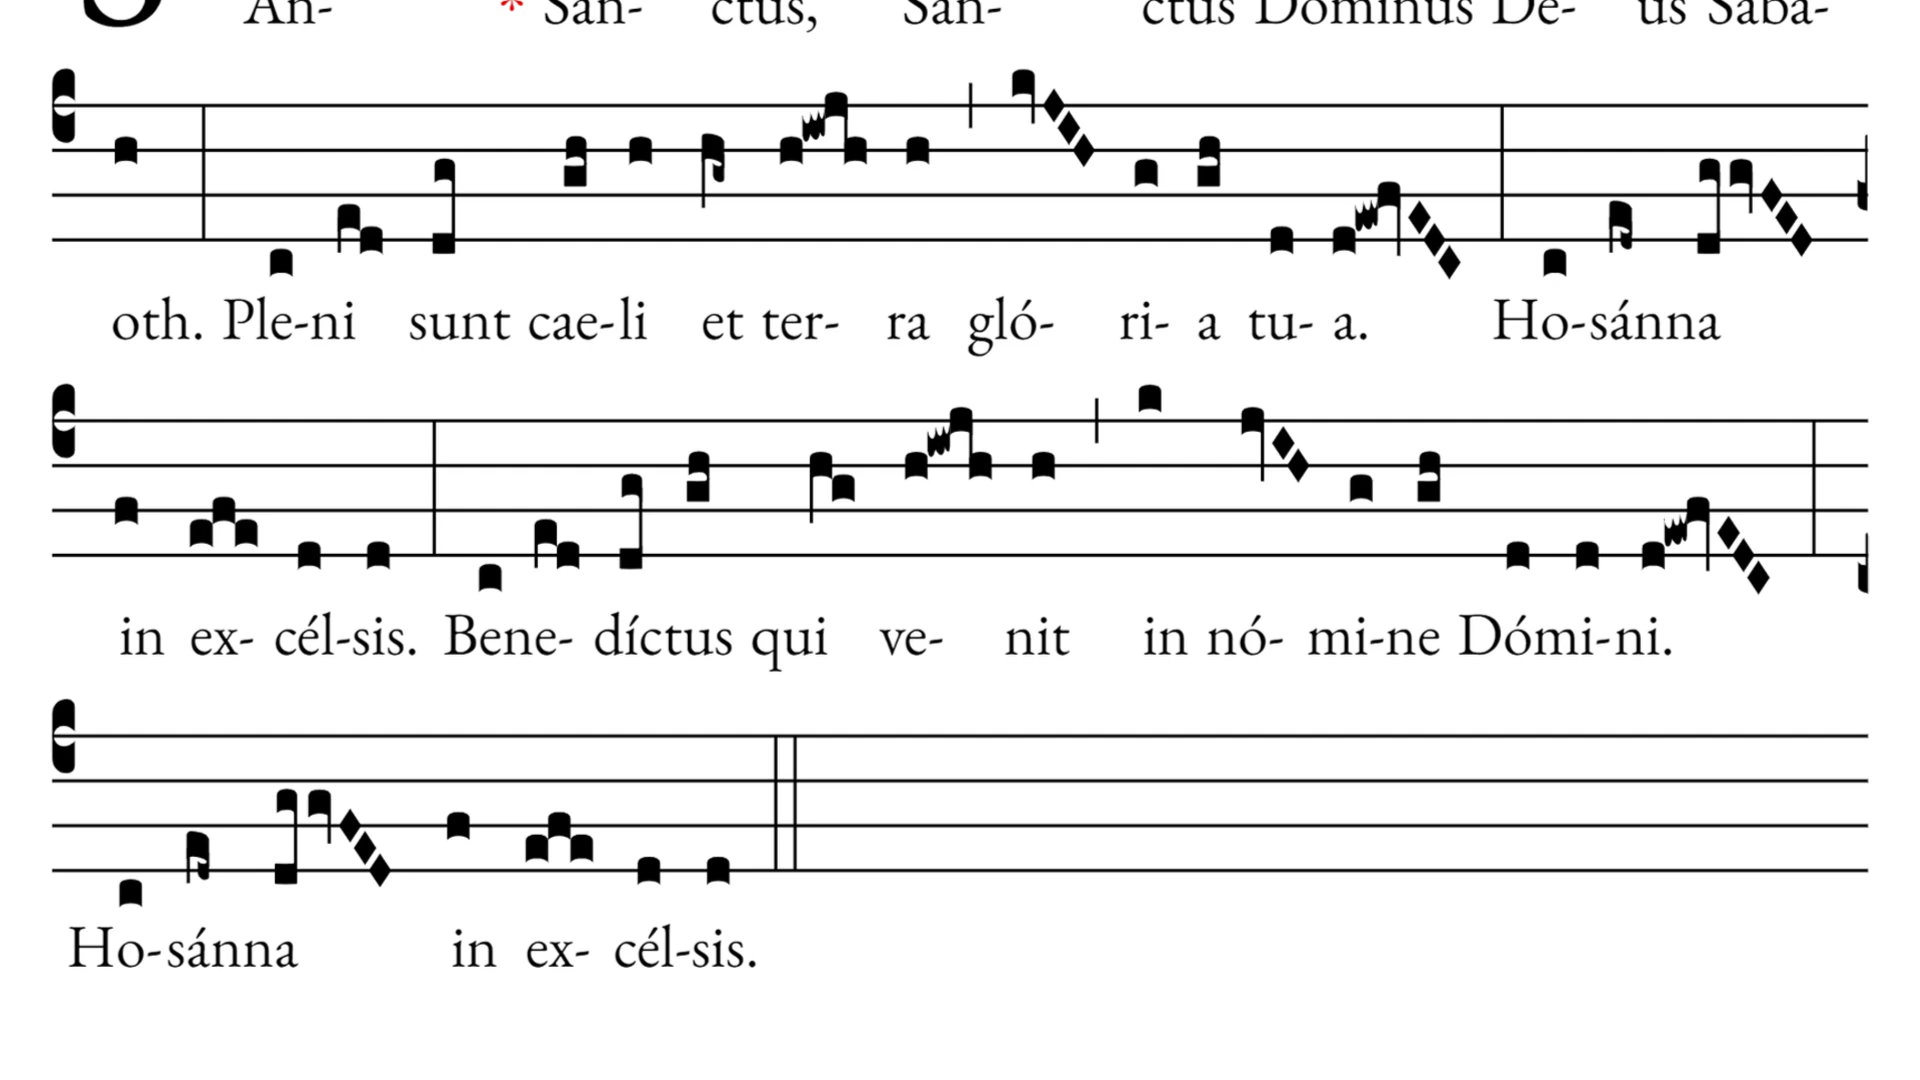 S An- * San- ctus, San- ctus Dominus De- us Saba-
oth. Ple-ni sunt cae-li et ter- ra gló- ri- a tu- a. Ho-sánna
in ex- cél-sis. Bene- díctus qui ve- nit in nó- mi-ne Dómi-ni.
Ho-sánna in ex- cél-sis.